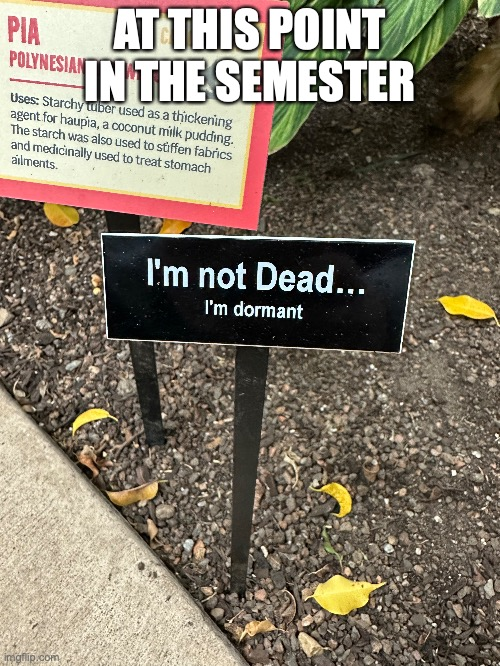 AT THIS POINT
IN THE SEMESTER
PIA
POLYNESIAN
Uses: Starchy tuber used as a thickening
agent for haupia, a coconut milk pudding.
The starch was also used to stiffen fabrics
and medicinally used to treat stomach
ailments.
I'm not Dead...
I'm dormant
imgflip.com